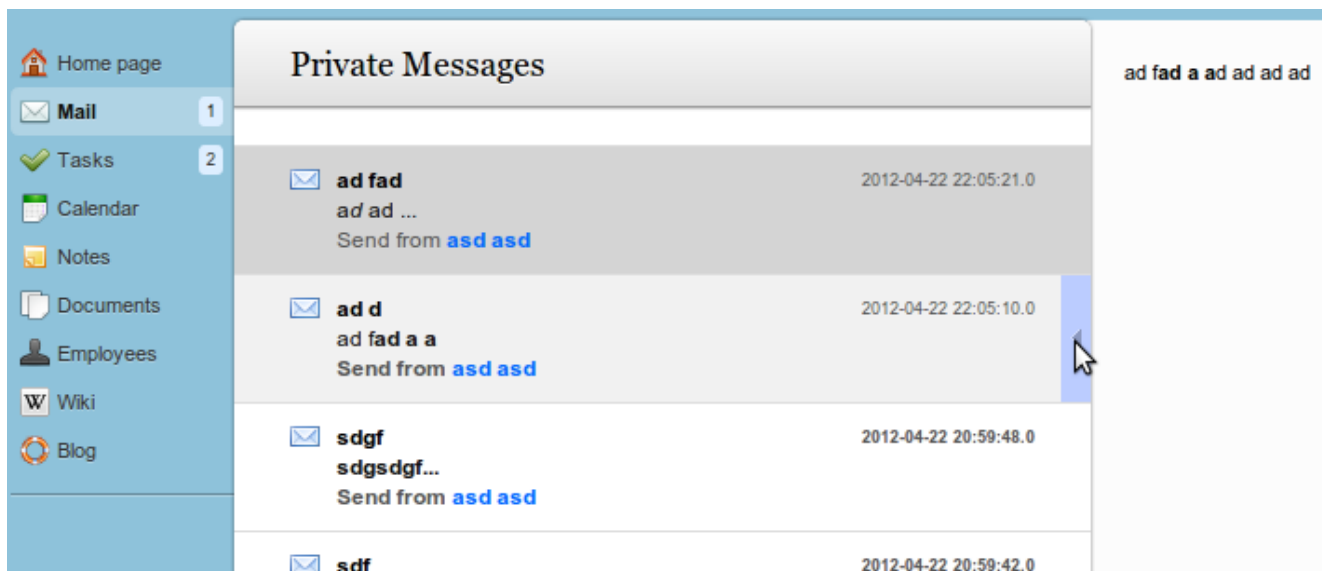 Home page
Mail 1
Tasks 2
Calendar
Notes
Documents
Employees
W Wiki
Blog
Private Messages
ad fad 2012-04-22 22:05:21.0
ad ad ...
Send from asd asd
ad d 2012-04-22 22:05:10.0
ad fad a a
Send from asd asd
sdgf 2012-04-22 20:59:48.0
sdgsdgf...
Send from asd asd
sdf 2012-04-22 20:59:42.0
ad fad a ad ad ad ad